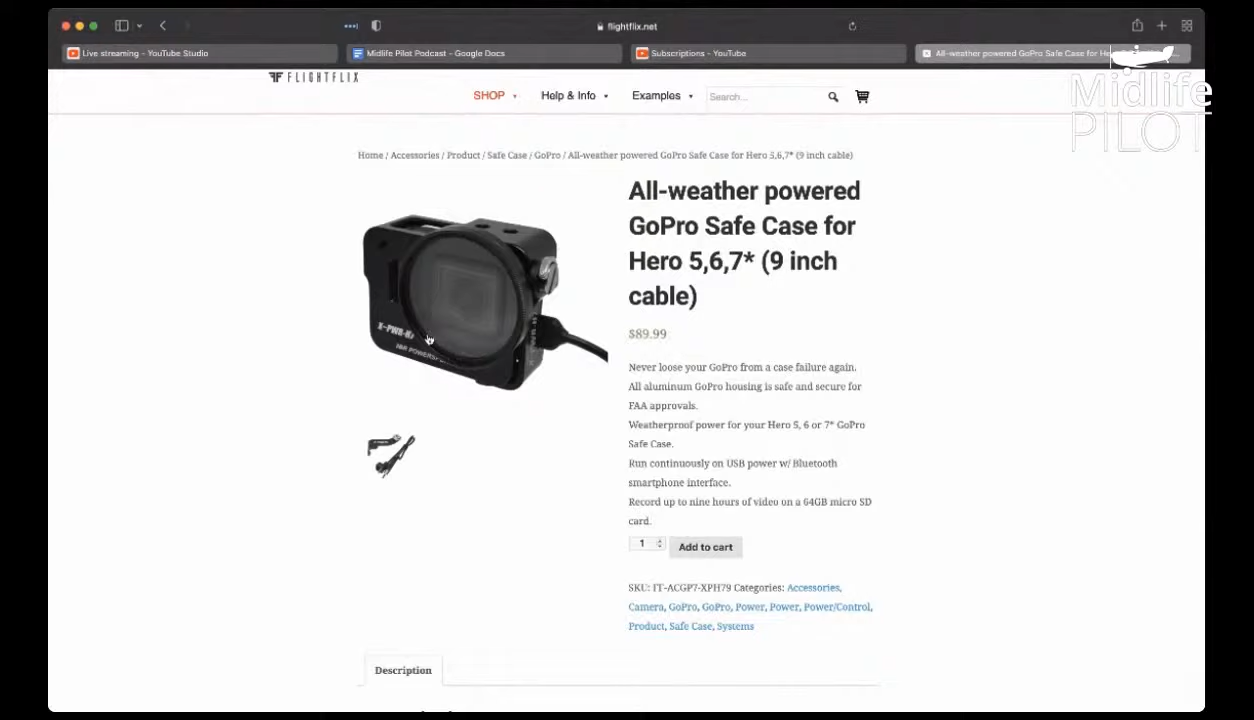 flightflix.net
Live streaming - YouTube Studio
Midlife Pilot Podcast - Google Docs
Subscriptions - YouTube
All-weather powered GoPro Safe Case for
Midlife
PILOT
FLIGHTFLIX
SHOP
Help & Info
Examples
Search...
Home / Accessories / Product / Safe Case / GoPro / All-weather powered GoPro Safe Case for Hero 5,6,7* (9 inch cable)
All-weather powered
GoPro Safe Case for
Hero 5,6,7* (9 inch
cable)
$89.99
Never loose your GoPro from a case failure again.
All aluminum GoPro housing is safe and secure for
FAA approvals.
Weatherproof power for your Hero 5, 6 or 7* GoPro
Safe Case.
Run continuously on USB power w/ Bluetooth
smartphone interface.
Record up to nine hours of video on a 64GB micro SD
card.
1
Add to cart
SKU: IT-ACGP7-XPH79 Categories: Accessories,
Camera, GoPro, GoPro, Power, Power, Power/Control,
Product, Safe Case, Systems
Description